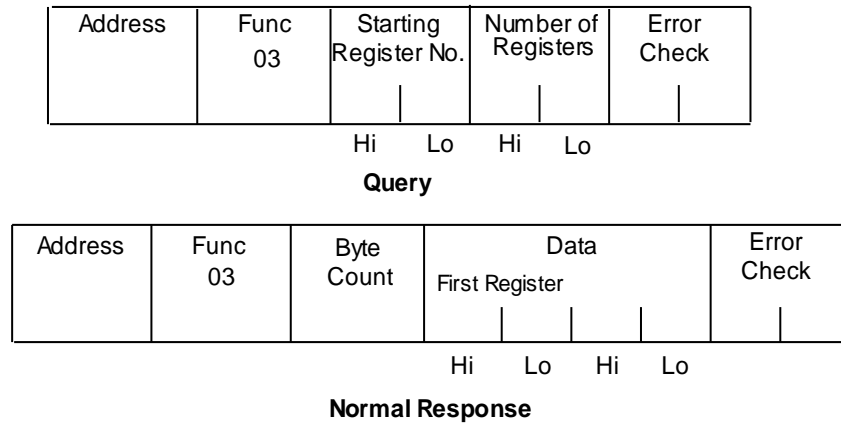 Address Func Starting Number of Error
03 Register No. Registers Check
Hi Lo Hi Lo
Query
Address Func Byte Data Error
03 Count First Register Check
Hi Lo Hi Lo
Normal Response